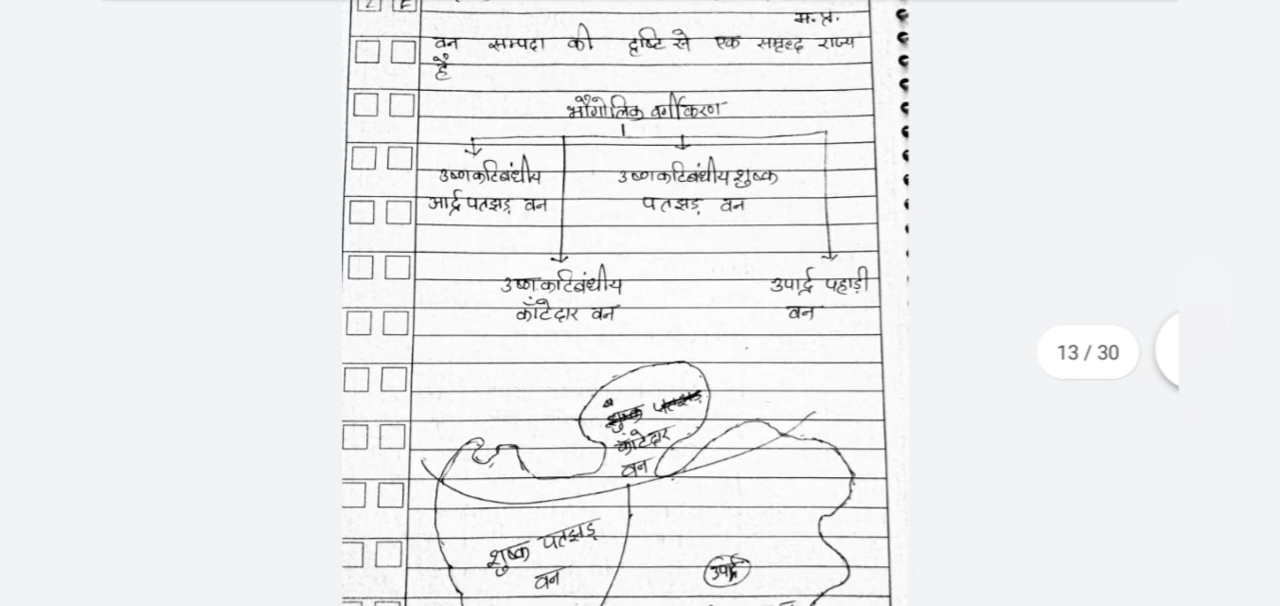 म.प्र.
वन सम्पदा की दृष्टि से एक समृद्ध राज्य
है
भौगोलिक वर्गीकरण
उष्णकटिबंधीय
आर्द्र पतझड़ वन
उष्णकटिबंधीय शुष्क
पतझड़ वन
उष्णकटिबंधीय
काँटेदार वन
उपार्द्र पहाड़ी
वन
13 / 30
शुष्क पतझड़
कांटेदार
वन
शुष्क पतझड़
वन
उपार्द्र